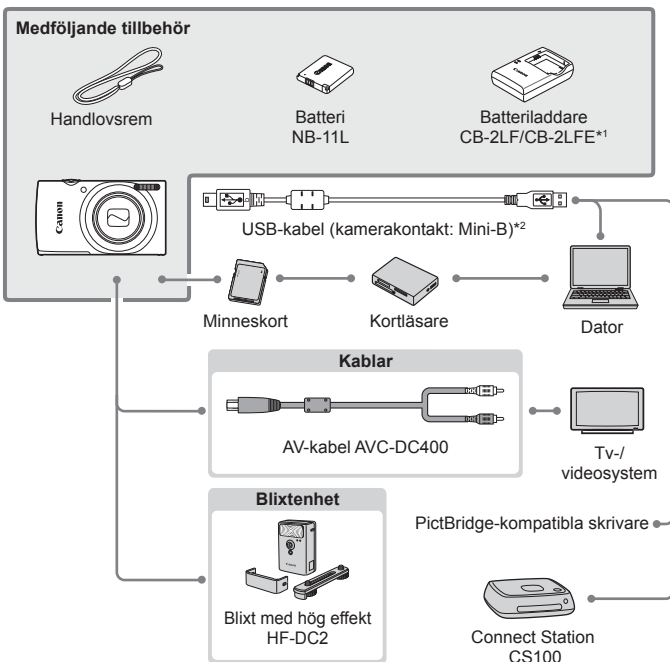 Medföljande tillbehör
Handlovsrem
Batteri
NB-11L
Batteriladdare
CB-2LF/CB-2LFE*1
Canon
USB-kabel (kamerakontakt: Mini-B)*2
Minneskort
Kortläsare
Dator
Kablar
AV-kabel AVC-DC400
Tv-/
videosystem
Blixtenhet
Blixt med hög effekt
HF-DC2
PictBridge-kompatibla skrivare
Connect Station
CS100